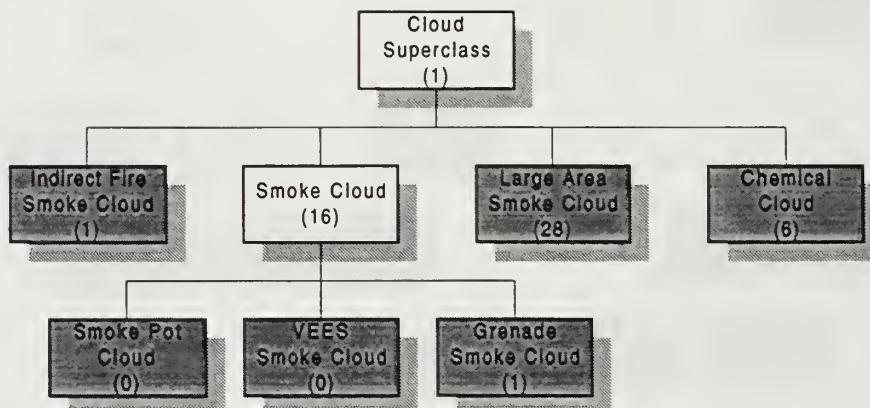 Cloud
Superclass
(1)
Indirect Fire
Smoke Cloud
(1)
Smoke Cloud
(16)
Large Area
Smoke Cloud
(28)
Chemical
Cloud
(6)
Smoke Pot
Cloud
(0)
VEES
Smoke Cloud
(0)
Grenade
Smoke Cloud
(1)